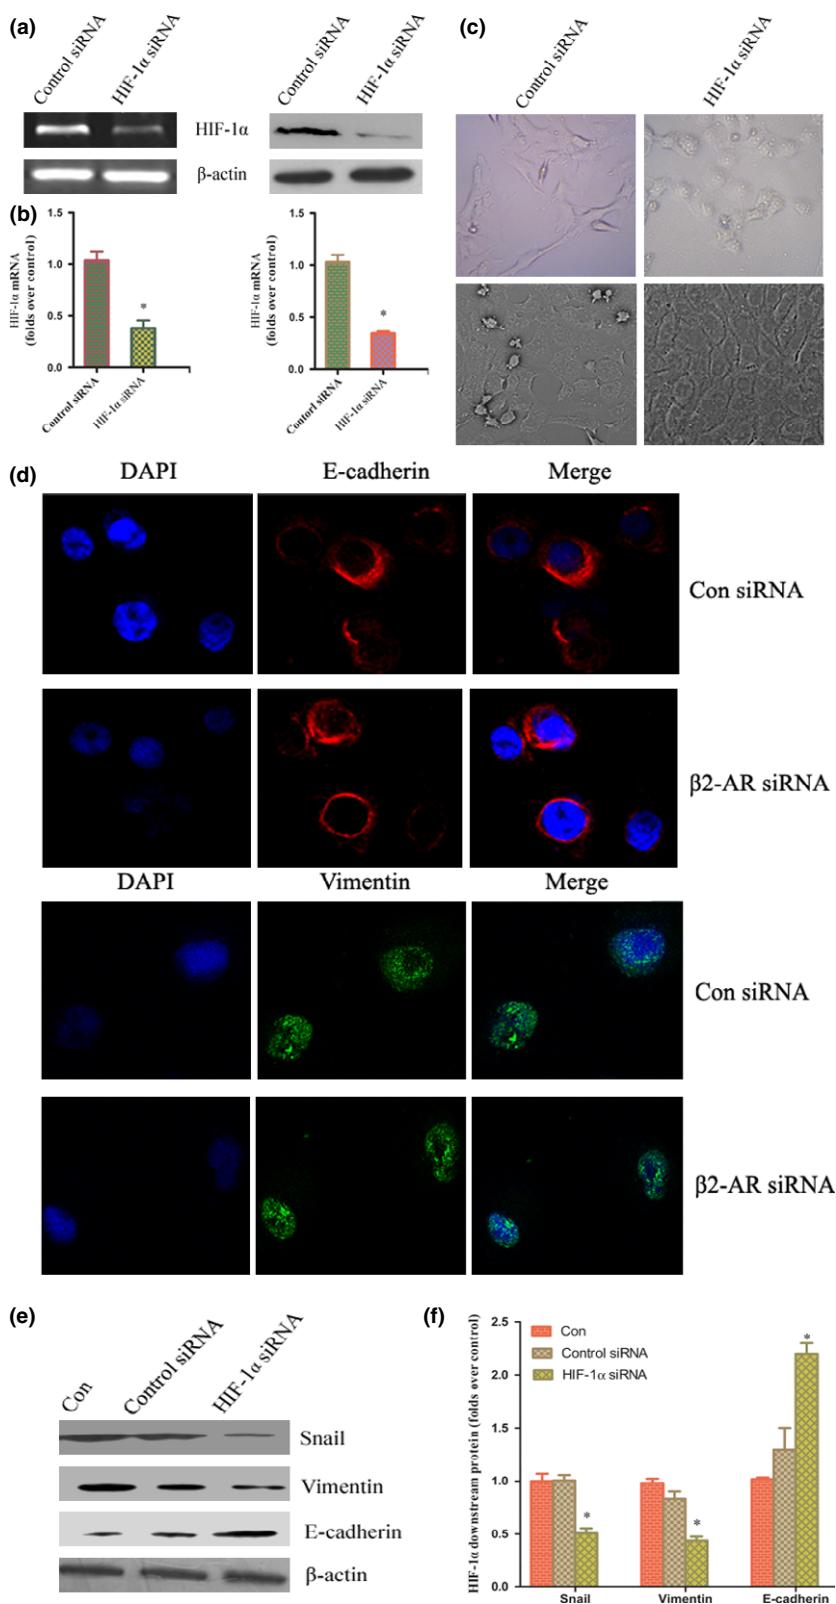 (a)
Control siRNA
HIF-1α siRNA
Control siRNA
HIF-1α siRNA
HIF-1α
β-actin
(b)
HIF-1α mRNA
(folds over control)
1.5
1.0
0.5
0.0
*
Control siRNA
HIF-1α siRNA
HIF-1α mRNA
(folds over control)
1.5
1.0
0.5
0.0
*
Contorl siRNA
HIF-1α siRNA
(c)
Control siRNA
HIF-1α siRNA
(d)
DAPI E-cadherin Merge
Con siRNA
β2-AR siRNA
DAPI Vimentin Merge
Con siRNA
β2-AR siRNA
(e)
Con
Control siRNA
HIF-1α siRNA
Snail
Vimentin
E-cadherin
β-actin
(f)
HIF-1α downstream protein (folds over control)
2.5
2.0
1.5
1.0
0.5
0.0
Con
Control siRNA
HIF-1α siRNA
*
*
*
Snail Vimentin E-cadherin